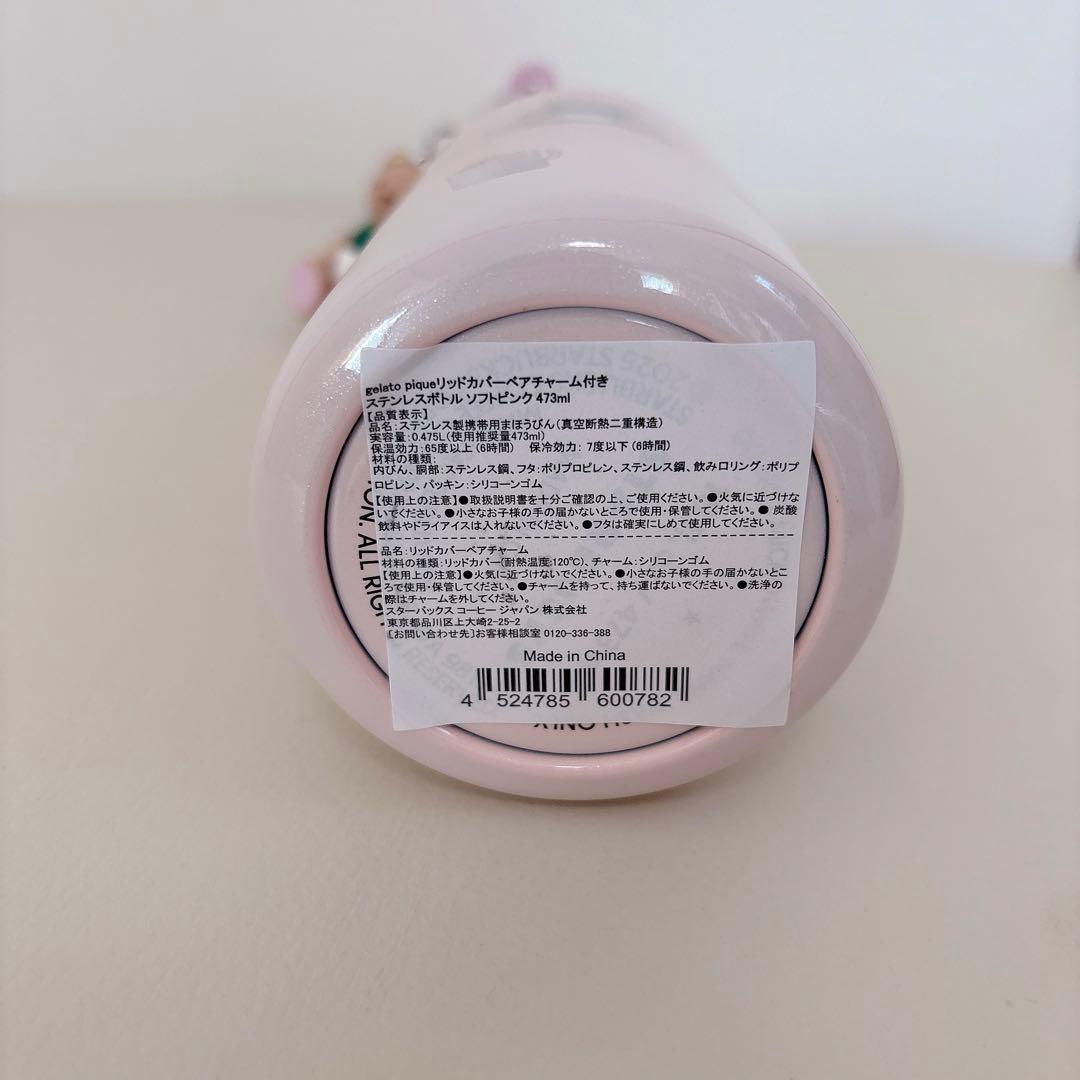 gelato piqueリッドカバーベアチャーム付き
ステンレスボトル ソフトピンク 473ml
【品質表示】
品名:ステンレス製携帯用まほうびん(真空断熱二重構造)
実容量:0.475L(使用推奨量473ml)
保温効力:65度以上(6時間) 保冷効力: 7度以下(6時間)
材料の種類:
内びん、胴部:ステンレス鋼、フタ:ポリプロピレン、ステンレス鋼、飲み口リング:ポリプ
ロピレン、パッキン:シリコーンゴム
【使用上の注意】●取扱説明書を十分ご確認の上、ご使用ください。●火気に近づけな
いでください。●小さなお子様の手の届かないところで使用・保管してください。● 炭酸
飲料やドライアイスは入れないでください。●フタは確実にしめて使用してください。
品名:リッドカバーベアチャーム
材料の種類:リッドカバー(耐熱温度:120℃)、チャーム:シリコーンゴム
【使用上の注意】●火気に近づけないでください。●小さなお子様の手の届かないとこ
ろで使用・保管してください。●チャームを持って、持ち運ばないでください。●洗浄の
際はチャームを外してください。
スターバックス コーヒー ジャパン 株式会社
東京都品川区上大崎2-25-2
[お問い合わせ先]お客様相談室 0120-336-388
Made in China
4 524785 600782
ON. ALL RIGH
ONLY